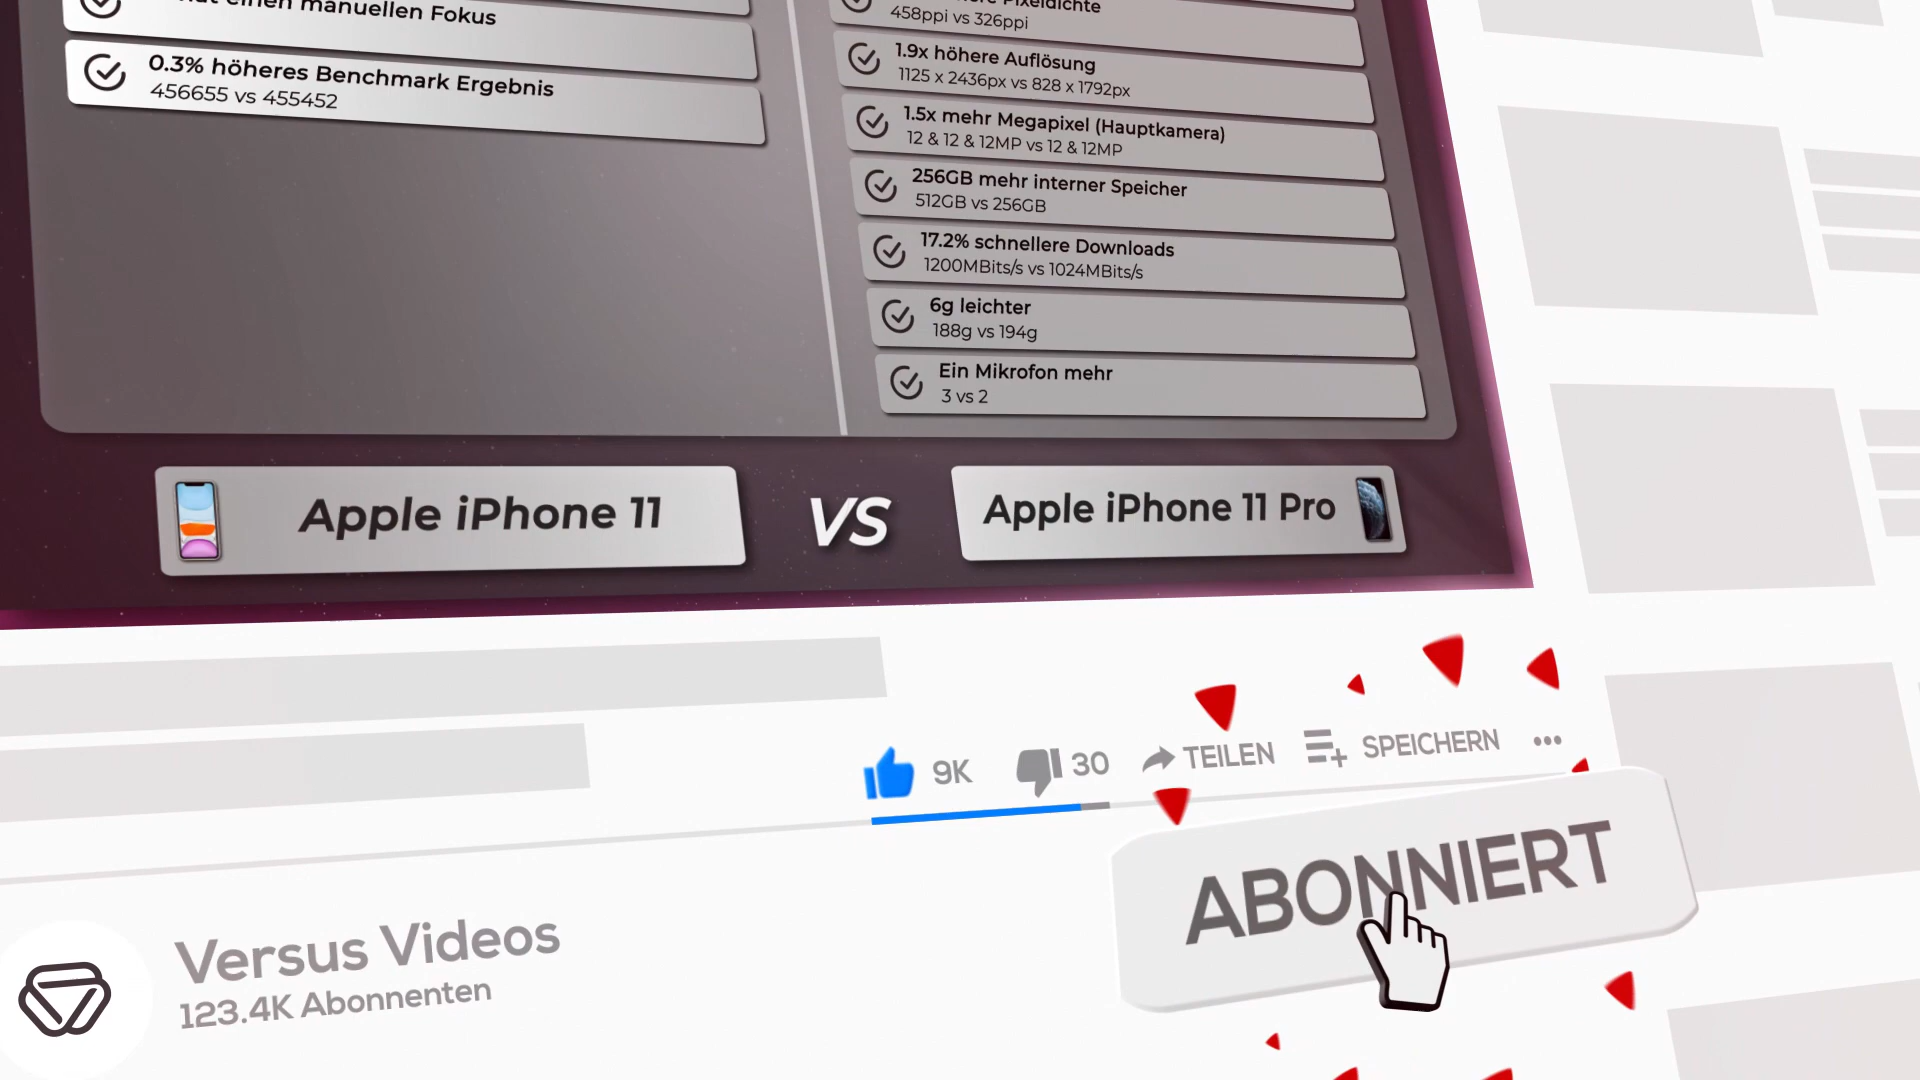 einen manuellen Fokus
0.3% höheres Benchmark Ergebnis
456655 vs 455452
Pixeldichte
458ppi vs 326ppi
1.9x höhere Auflösung
1125 x 2436px vs 828 x 1792px
1.5x mehr Megapixel (Hauptkamera)
12 & 12 & 12MP vs 12 & 12MP
256GB mehr interner Speicher
512GB vs 256GB
17.2% schnellere Downloads
1200MBits/s vs 1024MBits/s
6g leichter
188g vs 194g
Ein Mikrofon mehr
3 vs 2
Apple iPhone 11
VS
Apple iPhone 11 Pro
9K
30
TEILEN
SPEICHERN
ABONNIERT
Versus Videos
123.4K Abonnenten